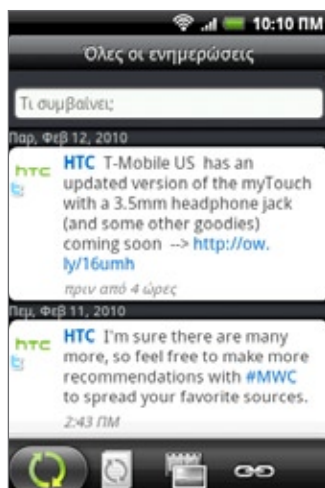 10:10 ΠΜ
Όλες οι ενημερώσεις
Τι συμβαίνει;
Παρ, Φεβ 12, 2010
hTC
HTC T-Mobile US has an
updated version of the myTouch
with a 3.5mm headphone jack
(and some other goodies)
coming soon --> http://ow.
ly/16umh
πριν από 4 ώρες
Πεμ, Φεβ 11, 2010
hTC
HTC I'm sure there are many
more, so feel free to make more
recommendations with #MWC
to spread your favorite sources.
2:43 ΠΜ